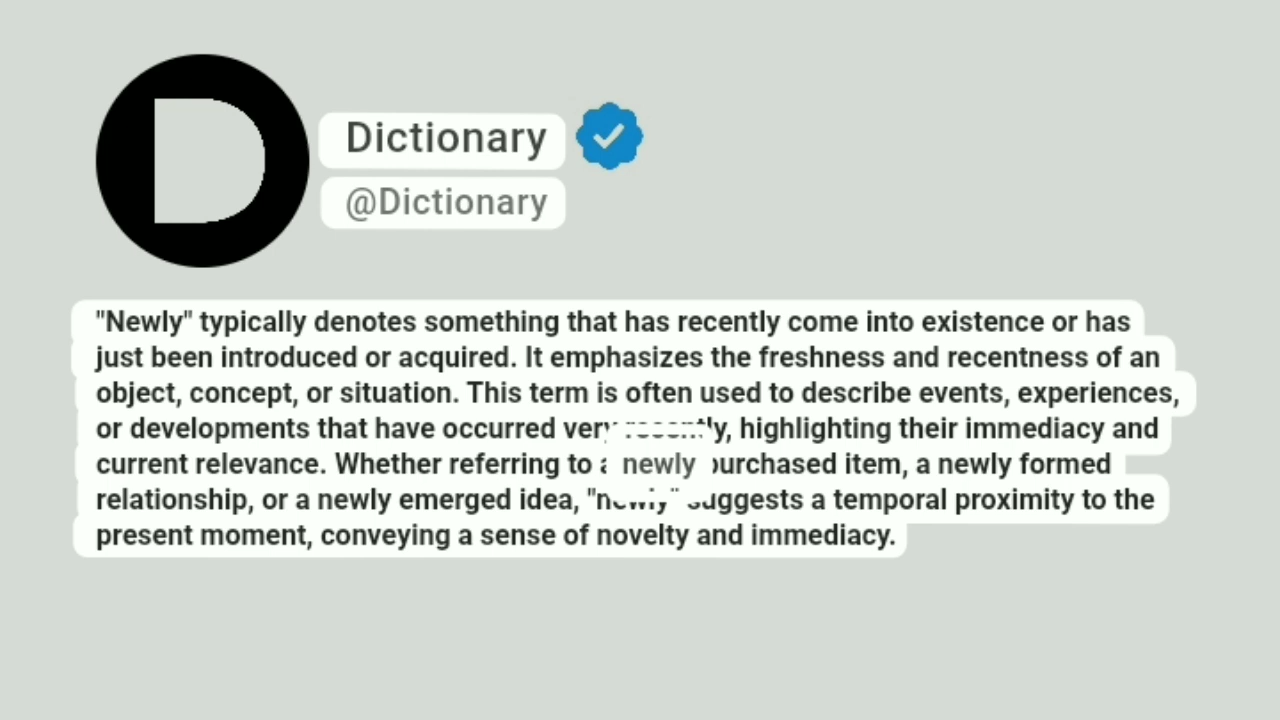 D
Dictionary
@Dictionary
"Newly" typically denotes something that has recently come into existence or has
just been introduced or acquired. It emphasizes the freshness and recentness of an
object, concept, or situation. This term is often used to describe events, experiences,
or developments that have occurred very recently, highlighting their immediacy and
current relevance. Whether referring to a newly purchased item, a newly formed
relationship, or a newly emerged idea, "newly" suggests a temporal proximity to the
present moment, conveying a sense of novelty and immediacy.